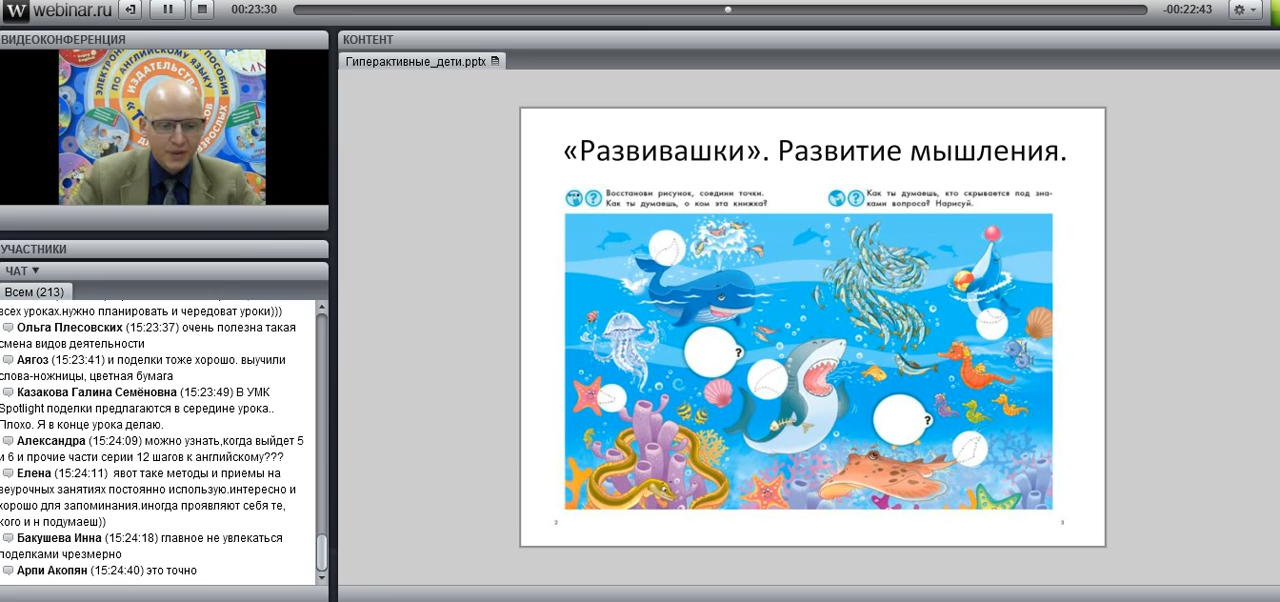 W webinar.ru
00:23:30
-00:22:43
ВИДЕОКОНФЕРЕНЦИЯ
ЭЛЕКТРОН ПОСОБИЯ
ПО АНГЛИЙСКОМУ ЯЗЫКУ
ИЗДАТЕЛЬСТВ
ВЗРОСЛЫХ
УЧАСТНИКИ
ЧАТ
Всем (213)
всех уроках.нужно планировать и чередоват уроки)))
Ольга Плесовских (15:23:37) очень полезна такая
смена видов деятельности
Аягоз (15:23:41) и поделки тоже хорошо. выучили
слова-ножницы, цветная бумага
Казакова Галина Семёновна (15:23:49) В УМК
Spotlight поделки предлагаются в середине урока..
Плохо. Я в конце урока делаю.
Александра (15:24:09) можно узнать,когда выйдет 5
и 6 и прочие части серии 12 шагов к английскому???
Елена (15:24:11) явот таке методы и приемы на
веурочных занятиях постоянно использую.интересно и
хорошо для запоминания.иногда проявляют себя те,
кого и н подумаеш))
Бакушева Инна (15:24:18) главное не увлекаться
поделками чрезмерно
Арпи Акопян (15:24:40) это точно
КОНТЕНТ
Гиперактивные_дети.pptx
«Развивашки». Развитие мышления.
Восстанови рисунок, соедини точки.
Как ты думаешь, о ком эта книжка?
Как ты думаешь, кто скрывается под зна-
ками вопроса? Нарисуй.
?
?
2
3